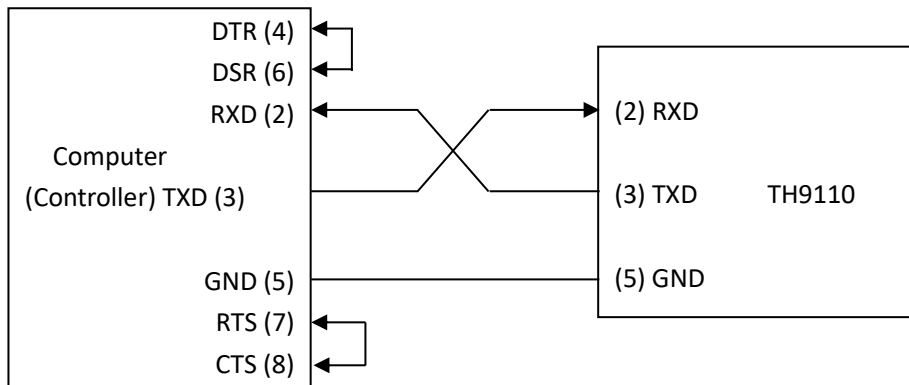 DTR (4)
DSR (6)
RXD (2)
Computer
(Controller) TXD (3)
GND (5)
RTS (7)
CTS (8)
(2) RXD
(3) TXD TH9110
(5) GND